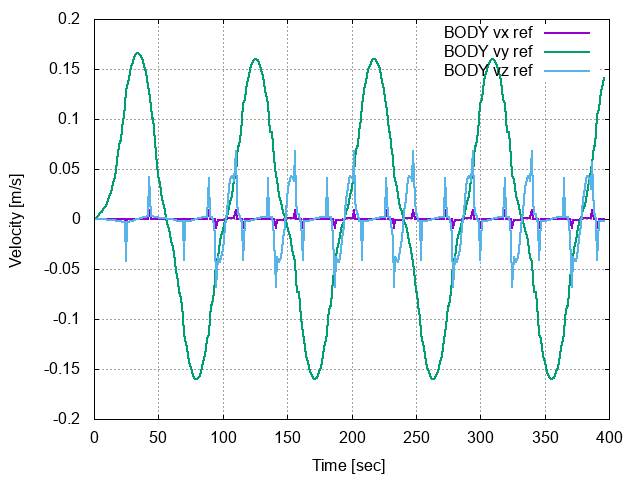 BODY vx ref
BODY vy ref
BODY vz ref
0.2
0.15
0.1
0.05
0
-0.05
-0.1
-0.15
-0.2
Velocity [m/s]
0 50 100 150 200 250 300 350 400
Time [sec]